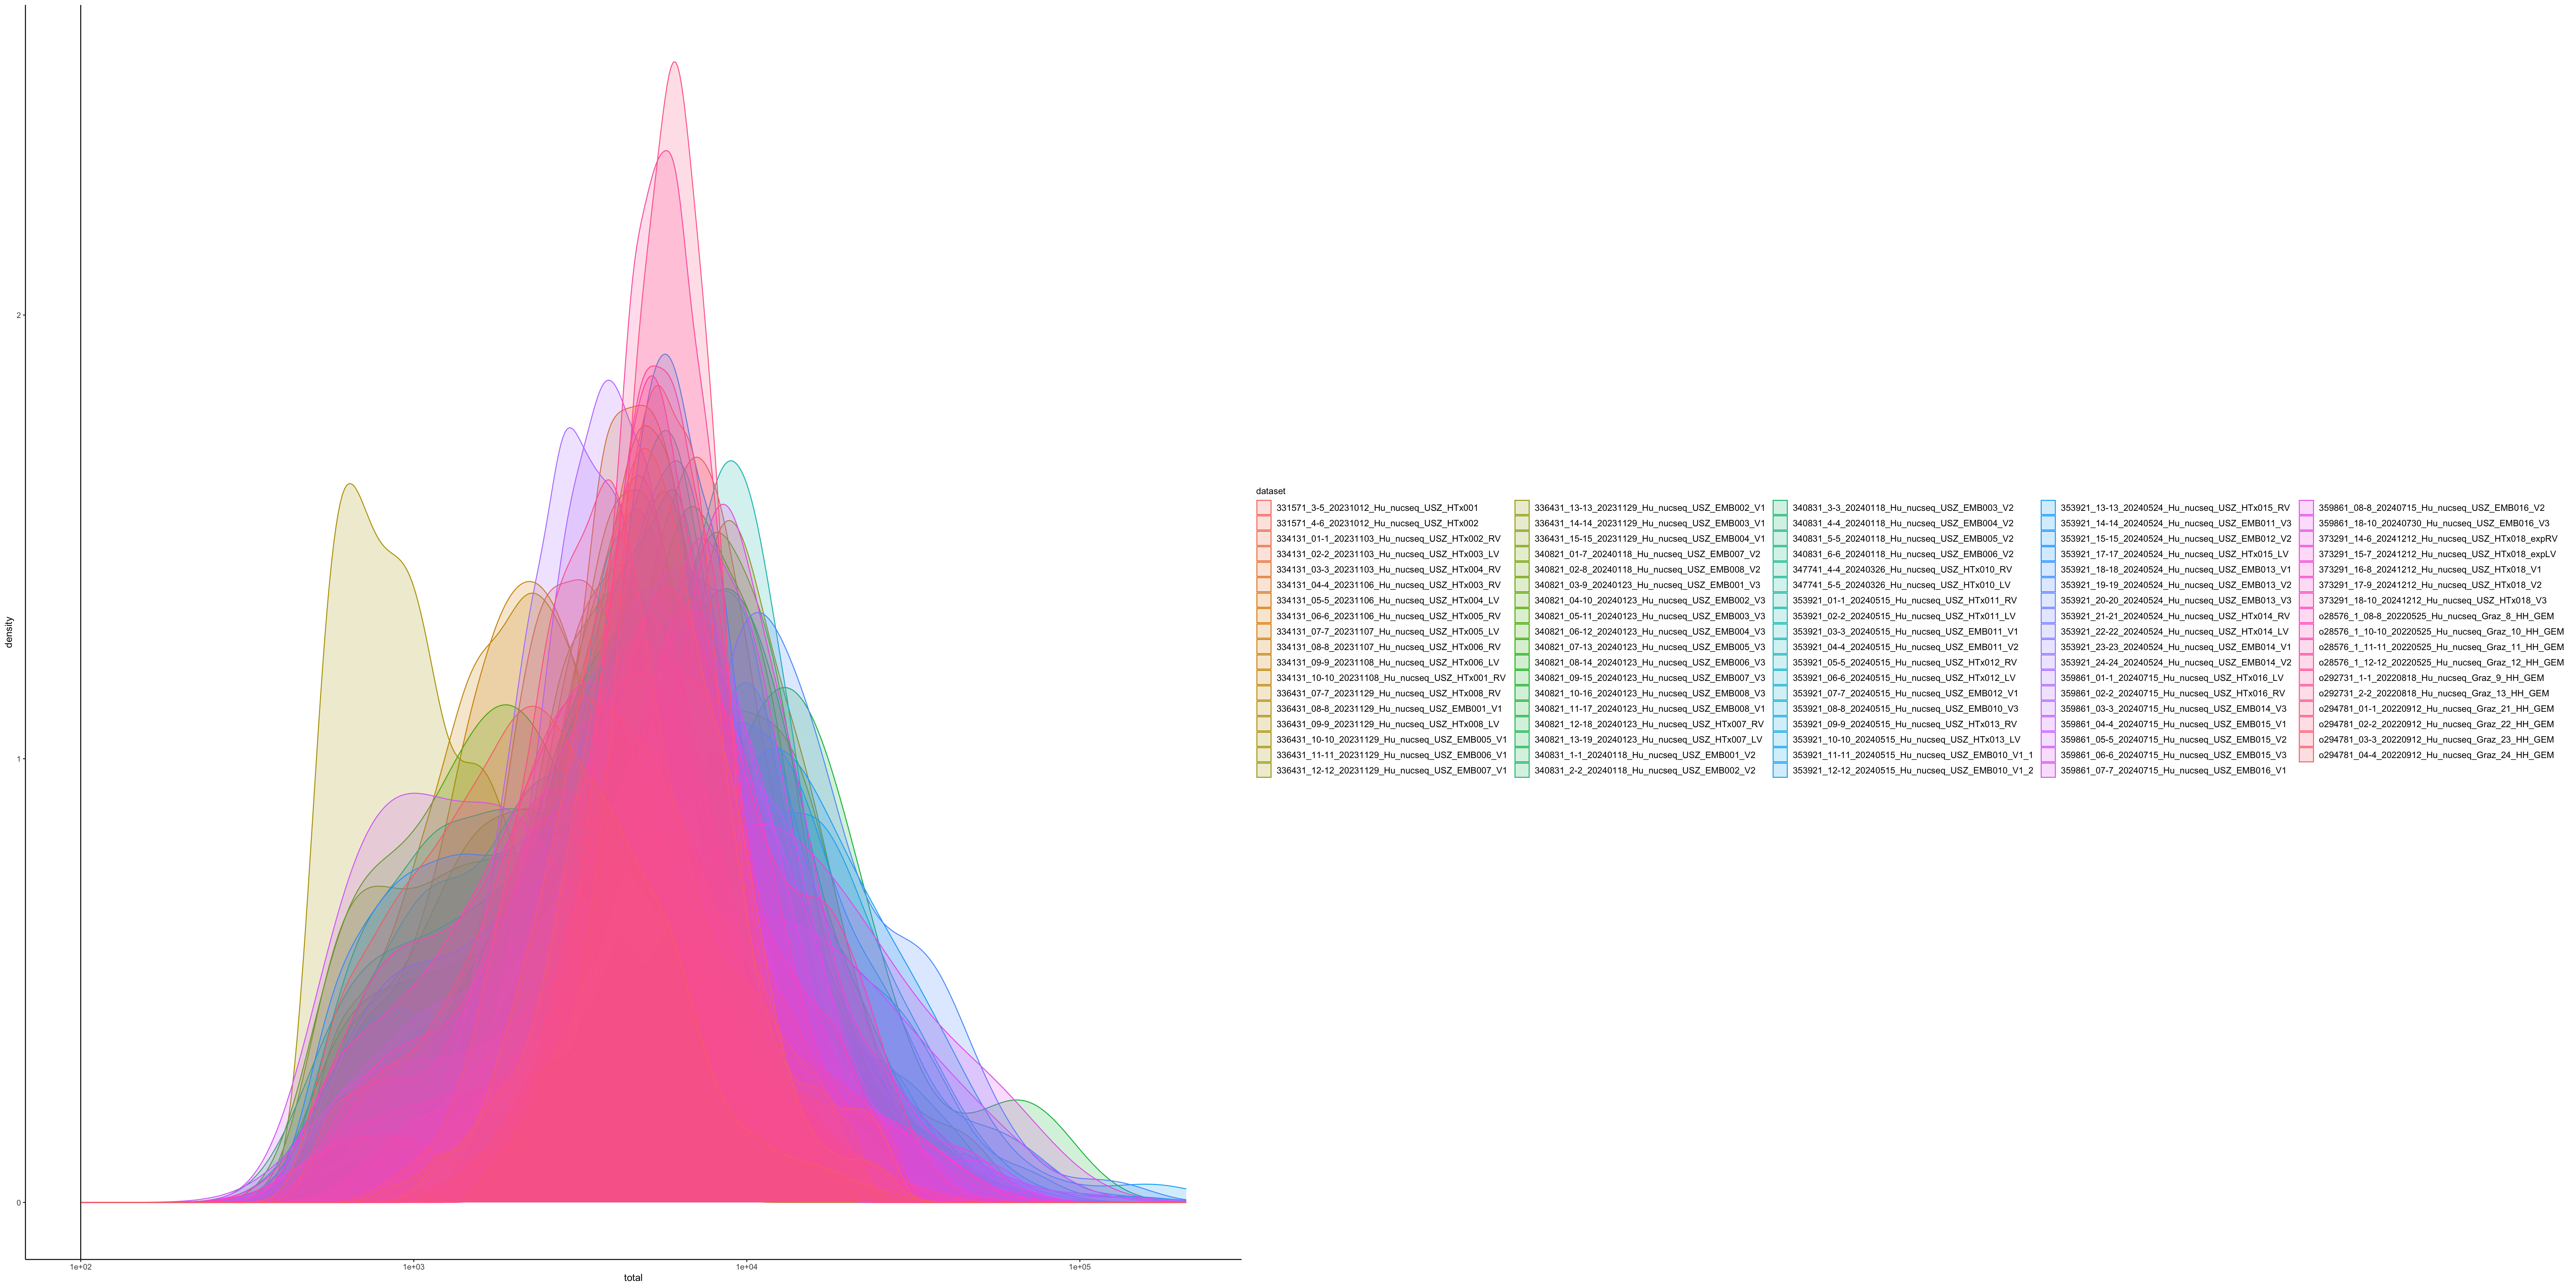 density
2
1
0
1e+02
1e+03
1e+04
1e+05
total
dataset
331571_3-5_20231012_Hu_nucseq_USZ_HTx001
331571_4-6_20231012_Hu_nucseq_USZ_HTx002
334131_01-1_20231103_Hu_nucseq_USZ_HTx002_RV
334131_02-2_20231103_Hu_nucseq_USZ_HTx003_LV
334131_03-3_20231103_Hu_nucseq_USZ_HTx004_RV
334131_04-4_20231106_Hu_nucseq_USZ_HTx003_RV
334131_05-5_20231106_Hu_nucseq_USZ_HTx004_LV
334131_06-6_20231106_Hu_nucseq_USZ_HTx005_RV
334131_07-7_20231107_Hu_nucseq_USZ_HTx005_LV
334131_08-8_20231107_Hu_nucseq_USZ_HTx006_RV
334131_09-9_20231108_Hu_nucseq_USZ_HTx006_LV
334131_10-10_20231108_Hu_nucseq_USZ_HTx001_RV
336431_07-7_20231129_Hu_nucseq_USZ_HTx008_RV
336431_08-8_20231129_Hu_nucseq_USZ_EMB001_V1
336431_09-9_20231129_Hu_nucseq_USZ_HTx008_LV
336431_10-10_20231129_Hu_nucseq_USZ_EMB005_V1
336431_11-11_20231129_Hu_nucseq_USZ_EMB006_V1
336431_12-12_20231129_Hu_nucseq_USZ_EMB007_V1
336431_13-13_20231129_Hu_nucseq_USZ_EMB002_V1
336431_14-14_20231129_Hu_nucseq_USZ_EMB003_V1
336431_15-15_20231129_Hu_nucseq_USZ_EMB004_V1
340821_01-7_20240118_Hu_nucseq_USZ_EMB007_V2
340821_02-8_20240118_Hu_nucseq_USZ_EMB008_V2
340821_03-9_20240123_Hu_nucseq_USZ_EMB001_V3
340821_04-10_20240123_Hu_nucseq_USZ_EMB002_V3
340821_05-11_20240123_Hu_nucseq_USZ_EMB003_V3
340821_06-12_20240123_Hu_nucseq_USZ_EMB004_V3
340821_07-13_20240123_Hu_nucseq_USZ_EMB005_V3
340821_08-14_20240123_Hu_nucseq_USZ_EMB006_V3
340821_09-15_20240123_Hu_nucseq_USZ_EMB007_V3
340821_10-16_20240123_Hu_nucseq_USZ_EMB008_V3
340821_11-17_20240123_Hu_nucseq_USZ_EMB008_V1
340821_12-18_20240123_Hu_nucseq_USZ_HTx007_RV
340821_13-19_20240123_Hu_nucseq_USZ_HTx007_LV
340831_1-1_20240118_Hu_nucseq_USZ_EMB001_V2
340831_2-2_20240118_Hu_nucseq_USZ_EMB002_V2
340831_3-3_20240118_Hu_nucseq_USZ_EMB003_V2
340831_4-4_20240118_Hu_nucseq_USZ_EMB004_V2
340831_5-5_20240118_Hu_nucseq_USZ_EMB005_V2
340831_6-6_20240118_Hu_nucseq_USZ_EMB006_V2
347741_4-4_20240326_Hu_nucseq_USZ_HTx010_RV
347741_5-5_20240326_Hu_nucseq_USZ_HTx010_LV
353921_01-1_20240515_Hu_nucseq_USZ_HTx011_RV
353921_02-2_20240515_Hu_nucseq_USZ_HTx011_LV
353921_03-3_20240515_Hu_nucseq_USZ_EMB011_V1
353921_04-4_20240515_Hu_nucseq_USZ_EMB011_V2
353921_05-5_20240515_Hu_nucseq_USZ_HTx012_RV
353921_06-6_20240515_Hu_nucseq_USZ_HTx012_LV
353921_07-7_20240515_Hu_nucseq_USZ_EMB012_V1
353921_08-8_20240515_Hu_nucseq_USZ_EMB010_V3
353921_09-9_20240515_Hu_nucseq_USZ_HTx013_RV
353921_10-10_20240515_Hu_nucseq_USZ_HTx013_LV
353921_11-11_20240515_Hu_nucseq_USZ_EMB010_V1_1
353921_12-12_20240515_Hu_nucseq_USZ_EMB010_V1_2
353921_13-13_20240524_Hu_nucseq_USZ_HTx015_RV
353921_14-14_20240524_Hu_nucseq_USZ_EMB011_V3
353921_15-15_20240524_Hu_nucseq_USZ_EMB012_V2
353921_17-17_20240524_Hu_nucseq_USZ_HTx015_LV
353921_18-18_20240524_Hu_nucseq_USZ_EMB013_V1
353921_19-19_20240524_Hu_nucseq_USZ_EMB013_V2
353921_20-20_20240524_Hu_nucseq_USZ_EMB013_V3
353921_21-21_20240524_Hu_nucseq_USZ_HTx014_RV
353921_22-22_20240524_Hu_nucseq_USZ_HTx014_LV
353921_23-23_20240524_Hu_nucseq_USZ_EMB014_V1
353921_24-24_20240524_Hu_nucseq_USZ_EMB014_V2
359861_01-1_20240715_Hu_nucseq_USZ_HTx016_LV
359861_02-2_20240715_Hu_nucseq_USZ_HTx016_RV
359861_03-3_20240715_Hu_nucseq_USZ_EMB014_V3
359861_04-4_20240715_Hu_nucseq_USZ_EMB015_V1
359861_05-5_20240715_Hu_nucseq_USZ_EMB015_V2
359861_06-6_20240715_Hu_nucseq_USZ_EMB015_V3
359861_07-7_20240715_Hu_nucseq_USZ_EMB016_V1
359861_08-8_20240715_Hu_nucseq_USZ_EMB016_V2
359861_18-10_20240730_Hu_nucseq_USZ_EMB016_V3
373291_14-6_20241212_Hu_nucseq_USZ_HTx018_expRV
373291_15-7_20241212_Hu_nucseq_USZ_HTx018_expLV
373291_16-8_20241212_Hu_nucseq_USZ_HTx018_V1
373291_17-9_20241212_Hu_nucseq_USZ_HTx018_V2
373291_18-10_20241212_Hu_nucseq_USZ_HTx018_V3
o28576_1_08-8_20220525_Hu_nucseq_Graz_8_HH_GEM
o28576_1_10-10_20220525_Hu_nucseq_Graz_10_HH_GEM
o28576_1_11-11_20220525_Hu_nucseq_Graz_11_HH_GEM
o28576_1_12-12_20220525_Hu_nucseq_Graz_12_HH_GEM
o292731_1-1_20220818_Hu_nucseq_Graz_9_HH_GEM
o292731_2-2_20220818_Hu_nucseq_Graz_13_HH_GEM
o294781_01-1_20220912_Hu_nucseq_Graz_21_HH_GEM
o294781_02-2_20220912_Hu_nucseq_Graz_22_HH_GEM
o294781_03-3_20220912_Hu_nucseq_Graz_23_HH_GEM
o294781_04-4_20220912_Hu_nucseq_Graz_24_HH_GEM